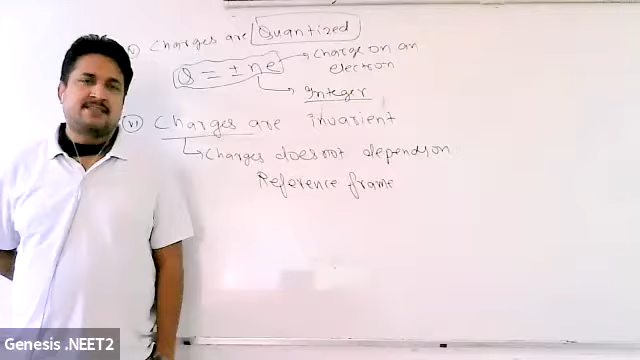 v) Charges are Quantized
Q = ± n e → Charge on an
electron
→ Integer
vi) Charges are invarient
→ Charges does not depend on
Reference frame
Genesis .NEET2